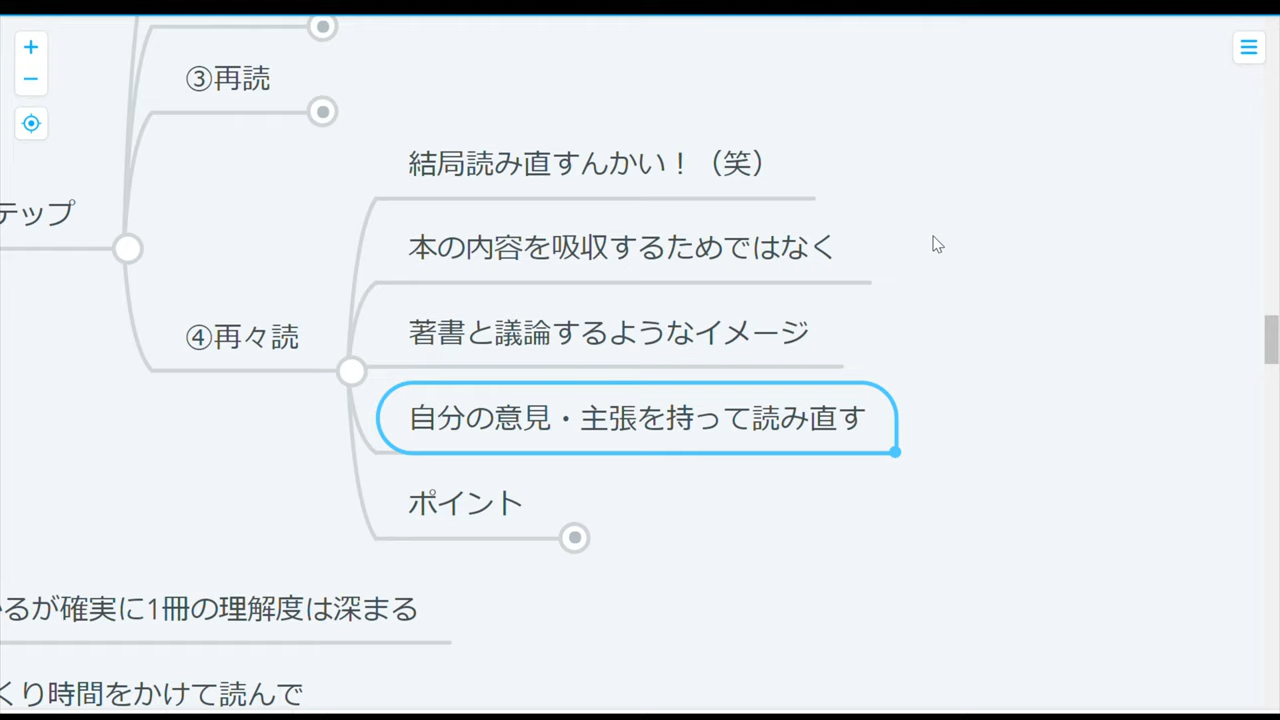 ③再読
結局読み直すんかい！（笑）
本の内容を吸収するためではなく
テップ
④再々読
著書と議論するようなイメージ
自分の意見・主張を持って読み直す
ポイント
るが確実に1冊の理解度は深まる
くり時間をかけて読んで